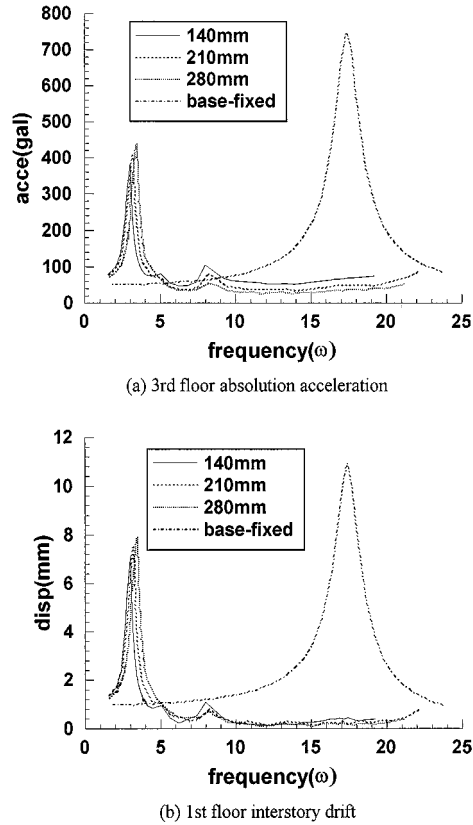 800
700
600
500
400
300
200
100
0
acce(gal)
140mm
210mm
280mm
base-fixed
0 5 10 15 20 25
frequency(ω)
(a) 3rd floor absolution acceleration
12
10
8
6
4
2
0
disp(mm)
140mm
210mm
280mm
base-fixed
0 5 10 15 20 25
frequency(ω)
(b) 1st floor interstory drift